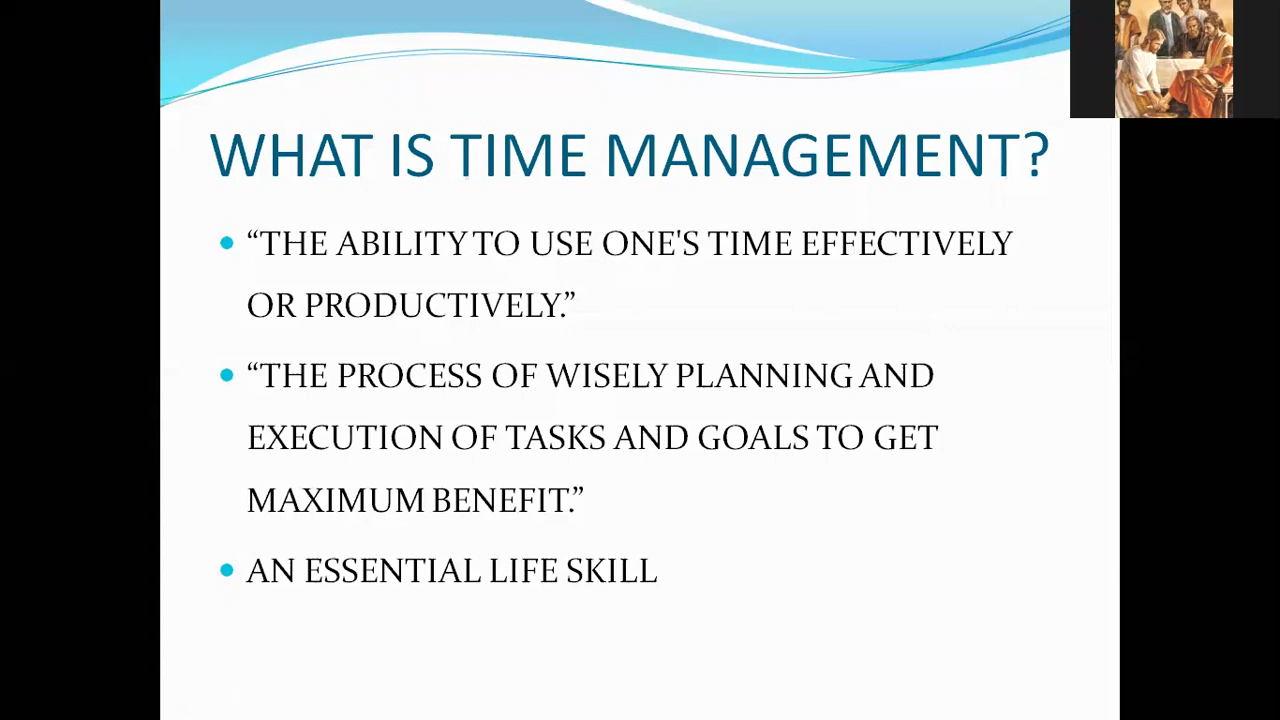 WHAT IS TIME MANAGEMENT?
“THE ABILITY TO USE ONE'S TIME EFFECTIVELY
OR PRODUCTIVELY.”
“THE PROCESS OF WISELY PLANNING AND
EXECUTION OF TASKS AND GOALS TO GET
MAXIMUM BENEFIT.”
AN ESSENTIAL LIFE SKILL